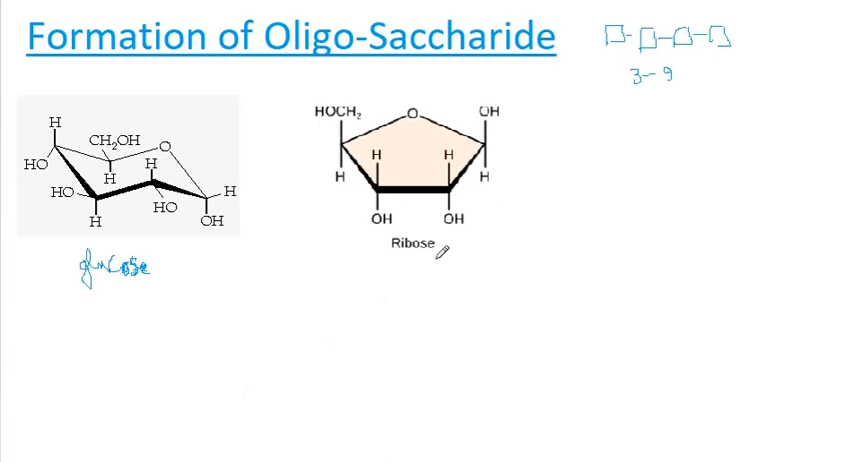 Formation of Oligo-Saccharide
3-9
H
CH₂OH
O
HO
H
H
H
HO
HO
H
OH
glucose
HOCH₂
O
OH
H
H
H
H
OH
OH
Ribose